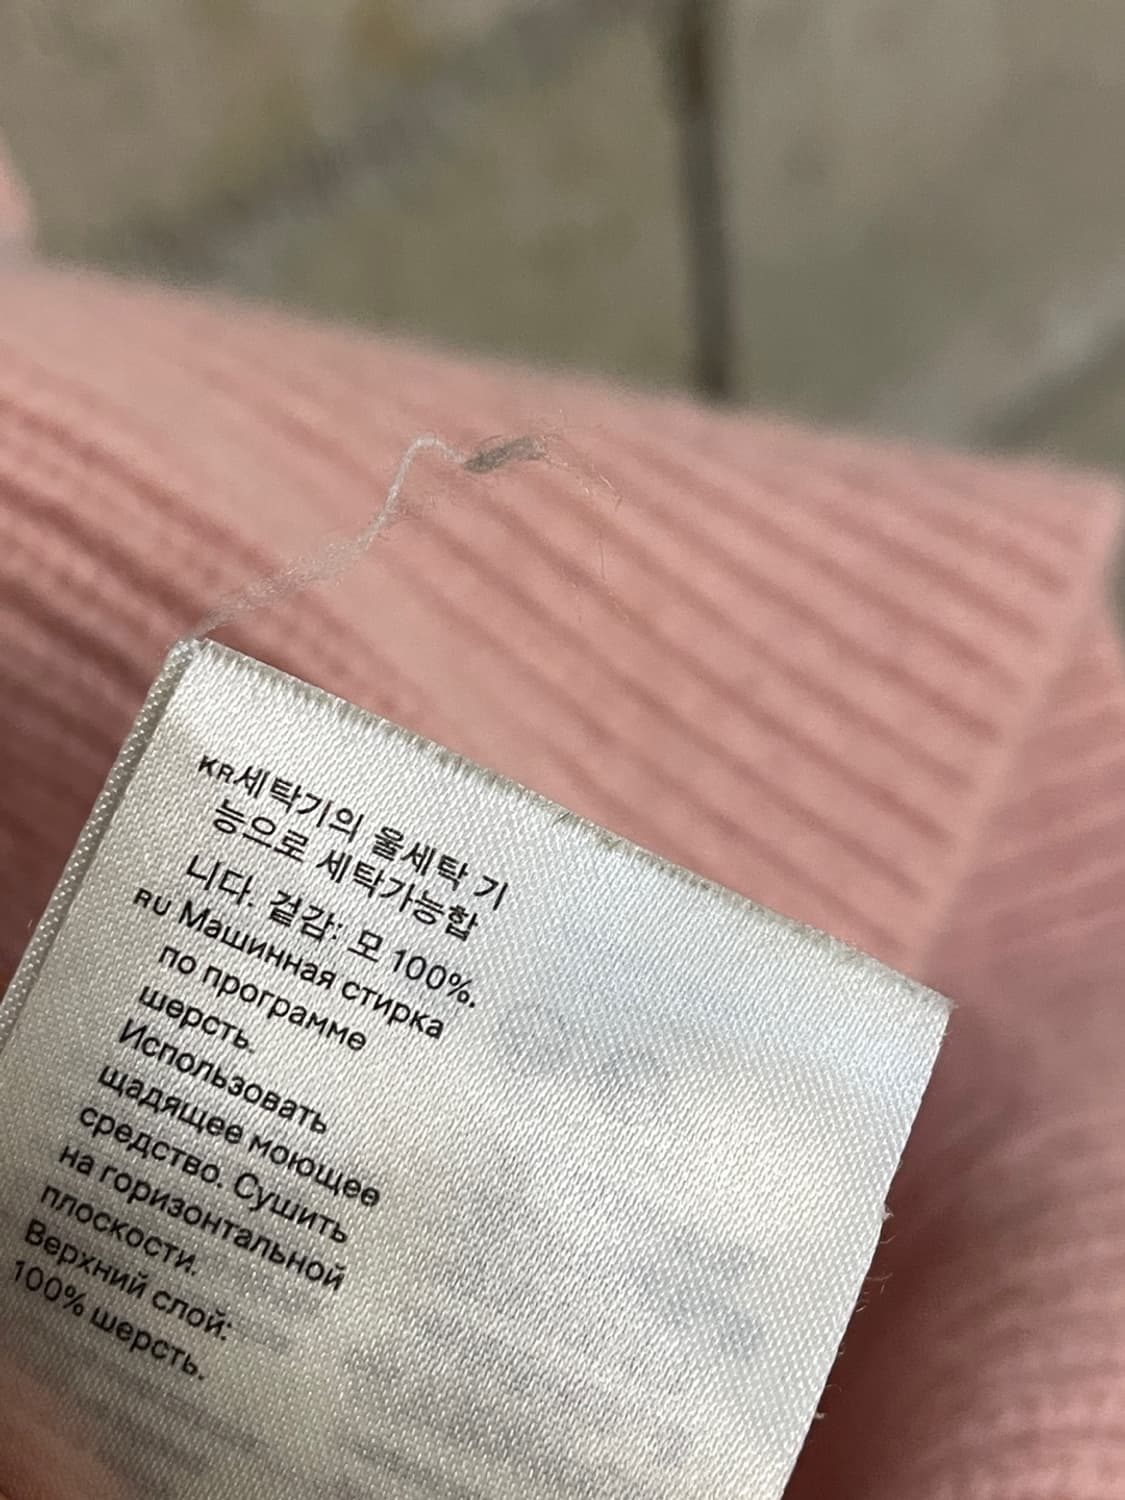 KR세탁기의 울세탁 기
능으로 세탁가능합
니다. 겉감: 모 100%.
RU Машинная стирка
по программе
шерсть.
Использовать
щадящее моющее
средство. Сушить
на горизонтальной
плоскости.
Верхний слой:
100% шерсть.